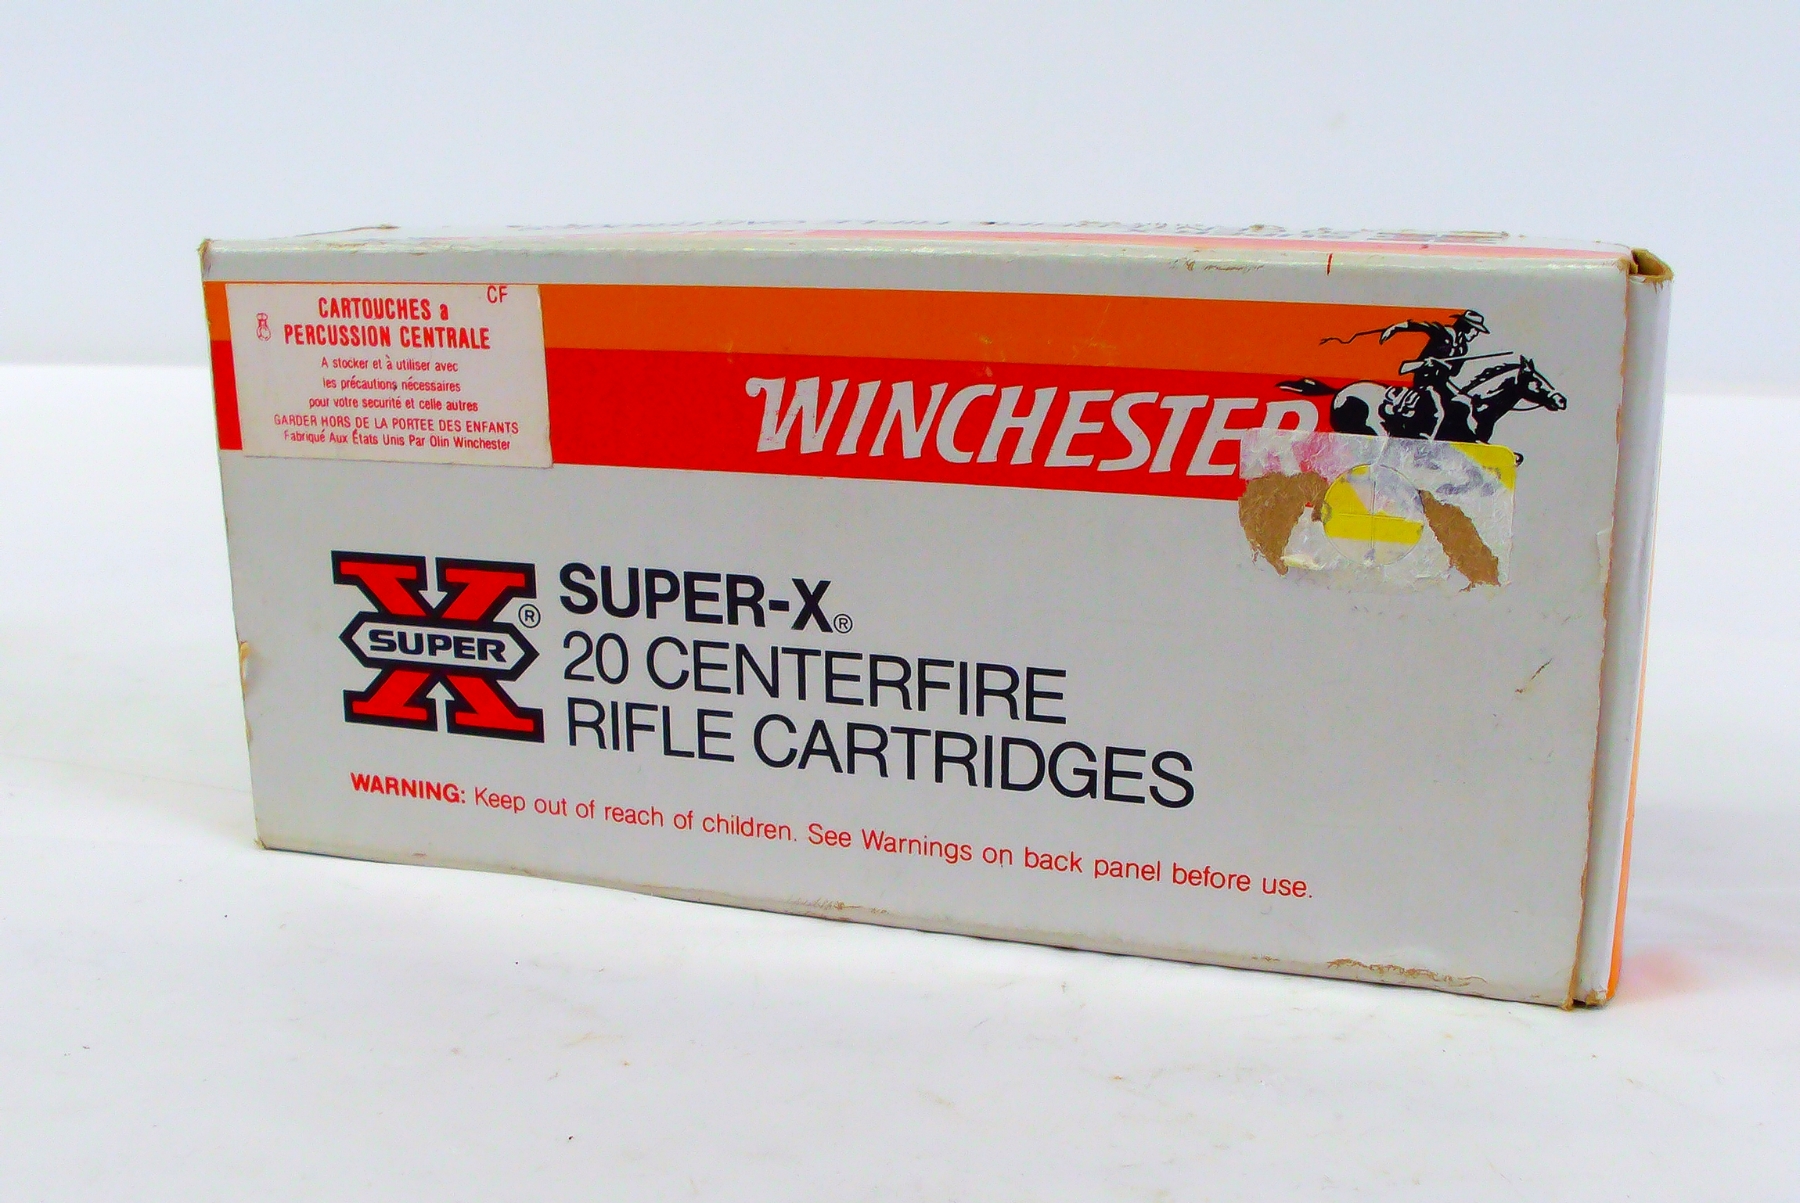 CF
CARTOUCHES a
PERCUSSION CENTRALE
A stocker et à utiliser avec
les précautions nécessaires
pour votre securité et celle autres
GARDER HORS DE LA PORTEE DES ENFANTS
Fabriqué Aux États Unis Par Olin Winchester
WINCHESTER
SUPER
X
®
SUPER-X®
20 CENTERFIRE
RIFLE CARTRIDGES
WARNING: Keep out of reach of children. See Warnings on back panel before use.